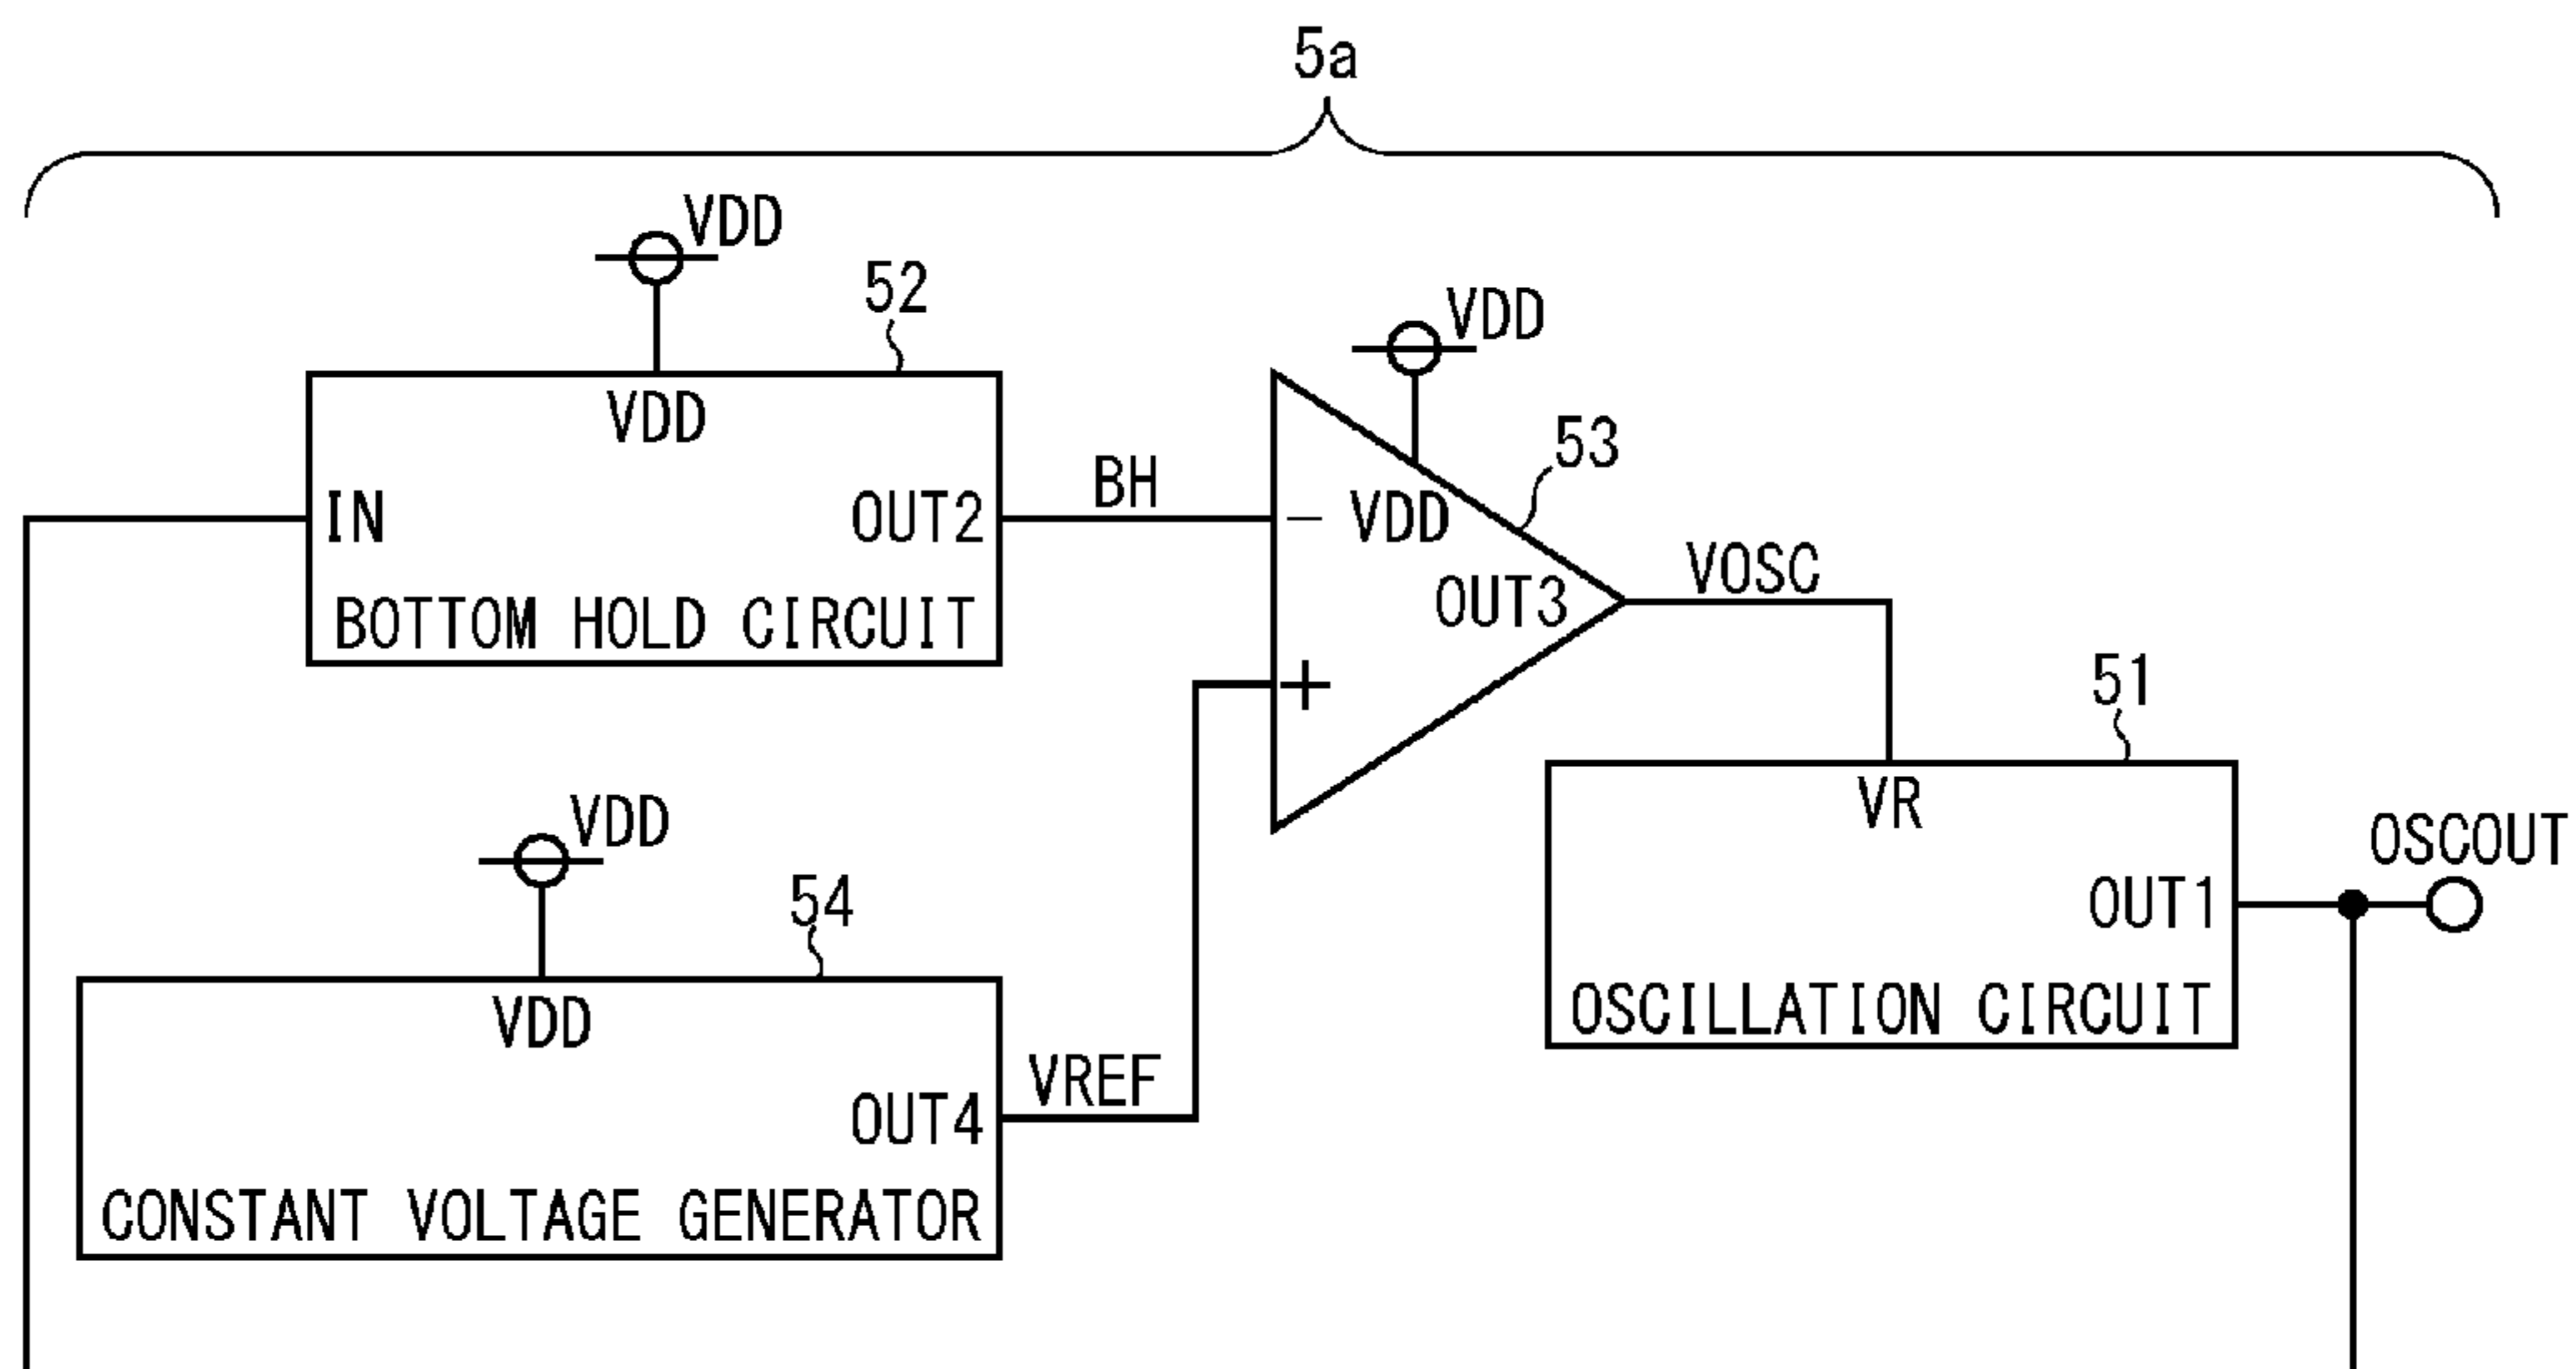 5a
VDD
52
VDD
VDD
VDD
IN
OUT2
BOTTOM HOLD CIRCUIT
BH
−
VDD
53
OUT3
+
VOSC
51
VR
OUT1
OSCILLATION CIRCUIT
OSCOUT
VDD
54
VDD
OUT4
CONSTANT VOLTAGE GENERATOR
VREF